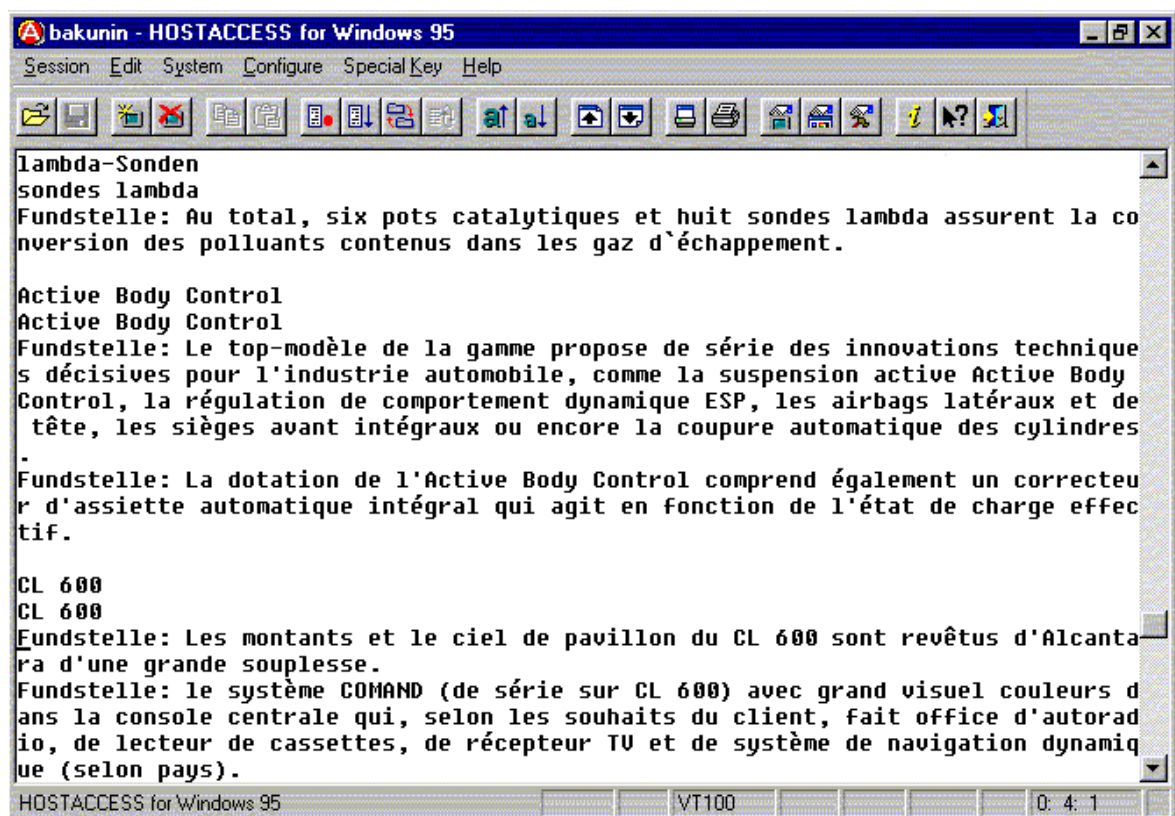 bakunin - HOSTACCESS for Windows 95
Session Edit System Configure Special Key Help
lambda-Sonden
sondes lambda
Fundstelle: Au total, six pots catalytiques et huit sondes lambda assurent la co
nversion des polluants contenus dans les gaz d`échappement.
Active Body Control
Active Body Control
Fundstelle: Le top-modèle de la gamme propose de série des innovations technique
s décisives pour l'industrie automobile, comme la suspension active Active Body
Control, la régulation de comportement dynamique ESP, les airbags latéraux et de
tête, les sièges avant intégraux ou encore la coupure automatique des cylindres
.
Fundstelle: La dotation de l'Active Body Control comprend également un correcteu
r d'assiette automatique intégral qui agit en fonction de l'état de charge effec
tif.
CL 600
CL 600
Fundstelle: Les montants et le ciel de pavillon du CL 600 sont revêtus d'Alcanta
ra d'une grande souplesse.
Fundstelle: le système COMAND (de série sur CL 600) avec grand visuel couleurs d
ans la console centrale qui, selon les souhaits du client, fait office d'autorad
io, de lecteur de cassettes, de récepteur TV et de système de navigation dynamiq
ue (selon pays).
HOSTACCESS for Windows 95 VT100 0: 4: 1